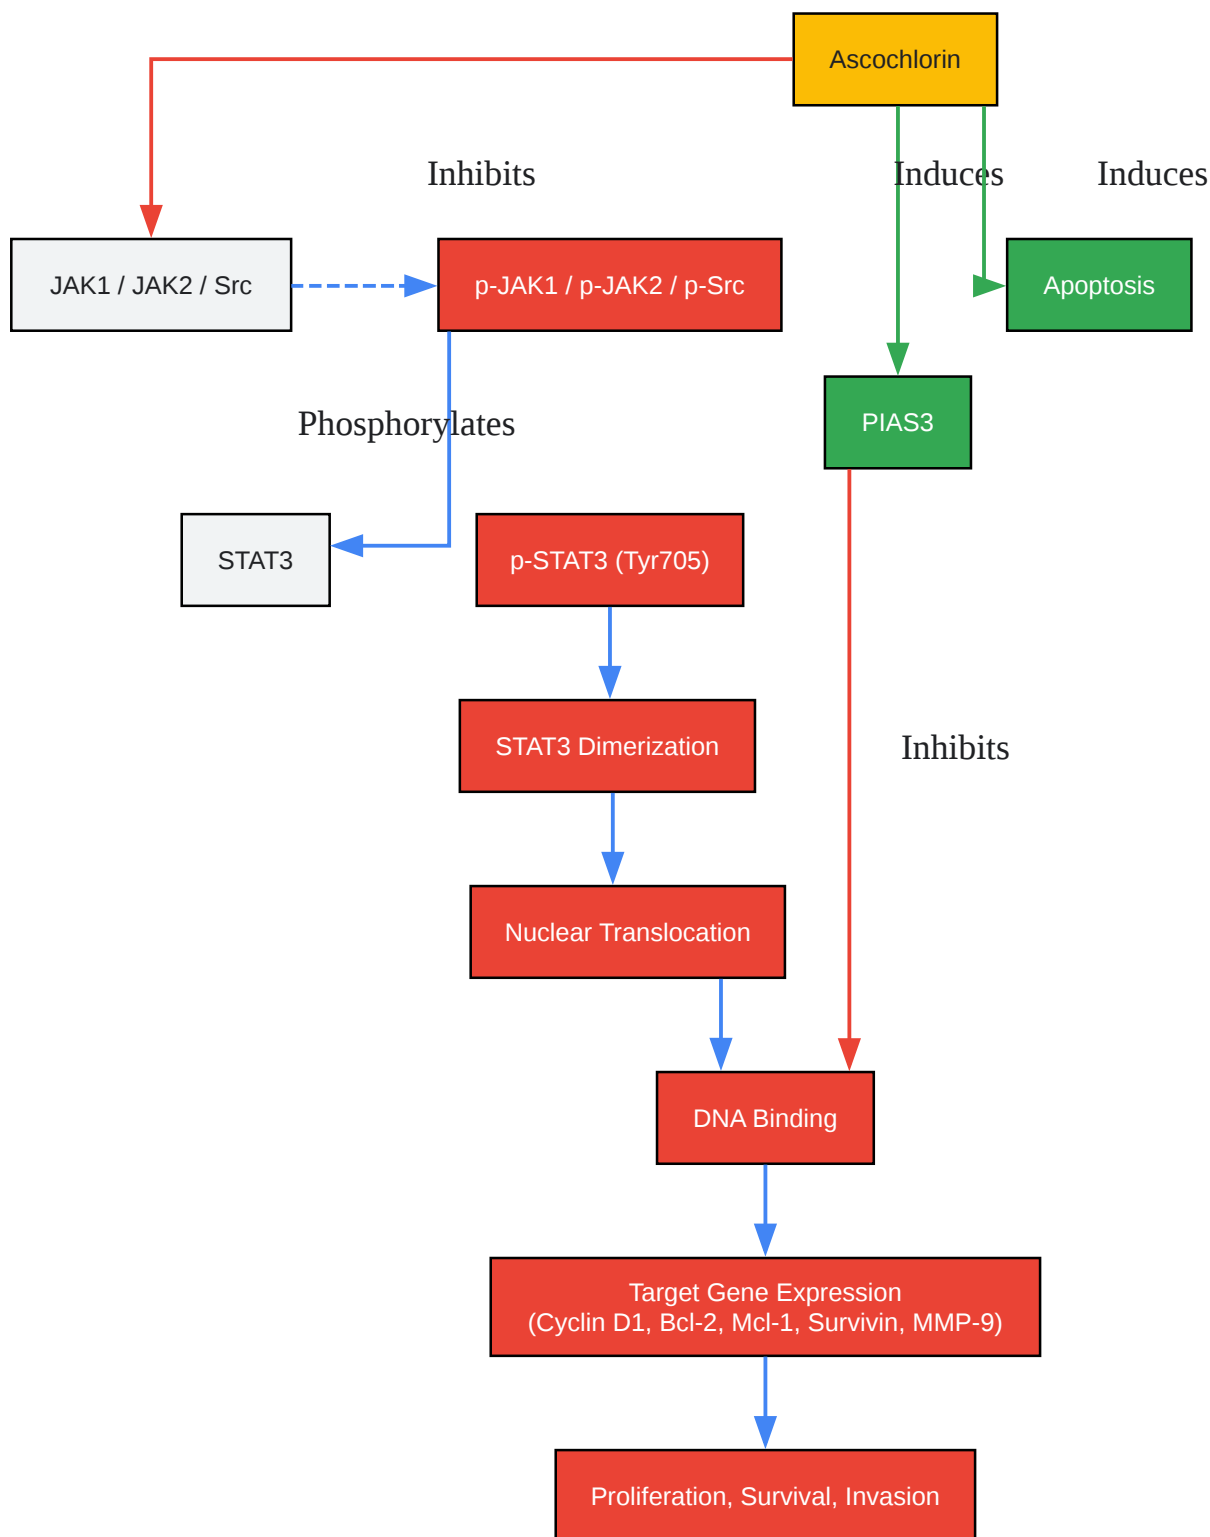 Ascochlorin
Inhibits
Induces
Induces
JAK1 / JAK2 / Src
p-JAK1 / p-JAK2 / p-Src
Apoptosis
Phosphorylates
PIAS3
STAT3
p-STAT3 (Tyr705)
STAT3 Dimerization
Inhibits
Nuclear Translocation
DNA Binding
Target Gene Expression
(Cyclin D1, Bcl-2, Mcl-1, Survivin, MMP-9)
Proliferation, Survival, Invasion